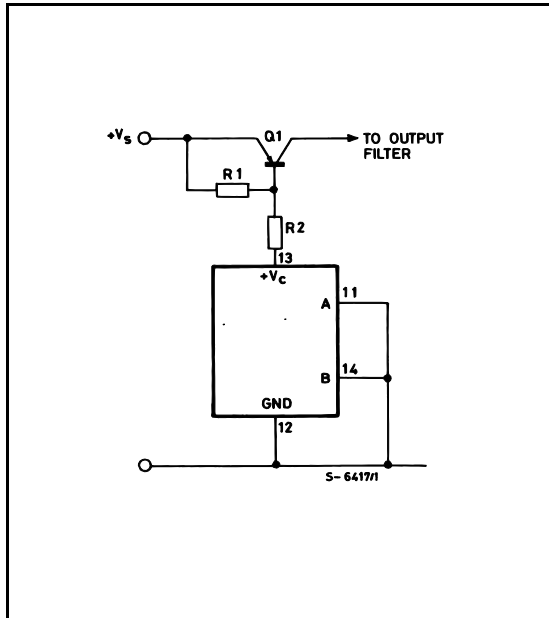 +Vs
Q1
TO OUTPUT
FILTER
R1
R2
13
+Vc
A
11
B
14
GND
12
S-6417/1